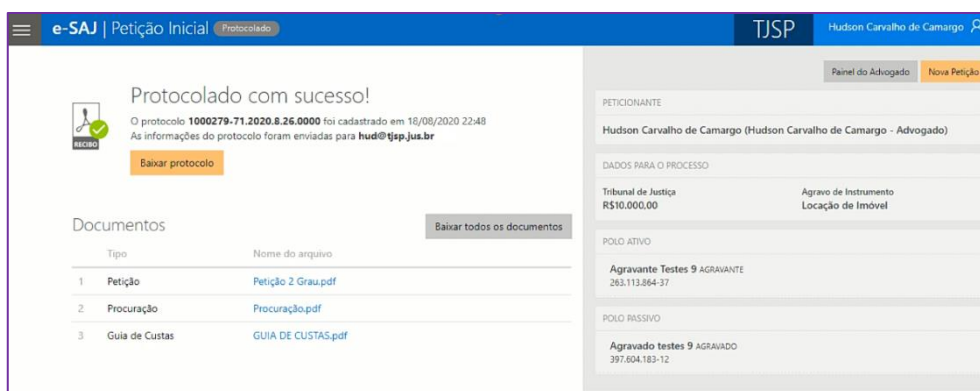 e-SAJ | Petição Inicial Protocolado
TJSP
Hudson Carvalho de Camargo
Painel do Advogado
Nova Petição
Protocolado com sucesso!
O protocolo 1000279-71.2020.8.26.0000 foi cadastrado em 18/08/2020 22:48
As informações do protocolo foram enviadas para hud@tjsp.jus.br
RECIBO
Baixar protocolo
Documentos
Baixar todos os documentos
Tipo Nome do arquivo
1 Petição Petição 2 Grau.pdf
2 Procuração Procuração.pdf
3 Guia de Custas GUIA DE CUSTAS.pdf
PETICIONANTE
Hudson Carvalho de Camargo (Hudson Carvalho de Camargo - Advogado)
DADOS PARA O PROCESSO
Tribunal de Justiça Agravo de Instrumento
R$10.000,00 Locação de Imóvel
POLO ATIVO
Agravante Testes 9 AGRAVANTE
263.113.864-37
POLO PASSIVO
Agravado testes 9 AGRAVADO
397.604.183-12